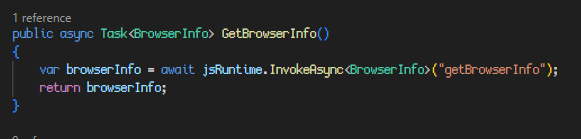 1 reference
public async Task<BrowserInfo> GetBrowserInfo()
{
    var browserInfo = await jsRuntime.InvokeAsync<BrowserInfo>("getBrowserInfo");
    return browserInfo;
}